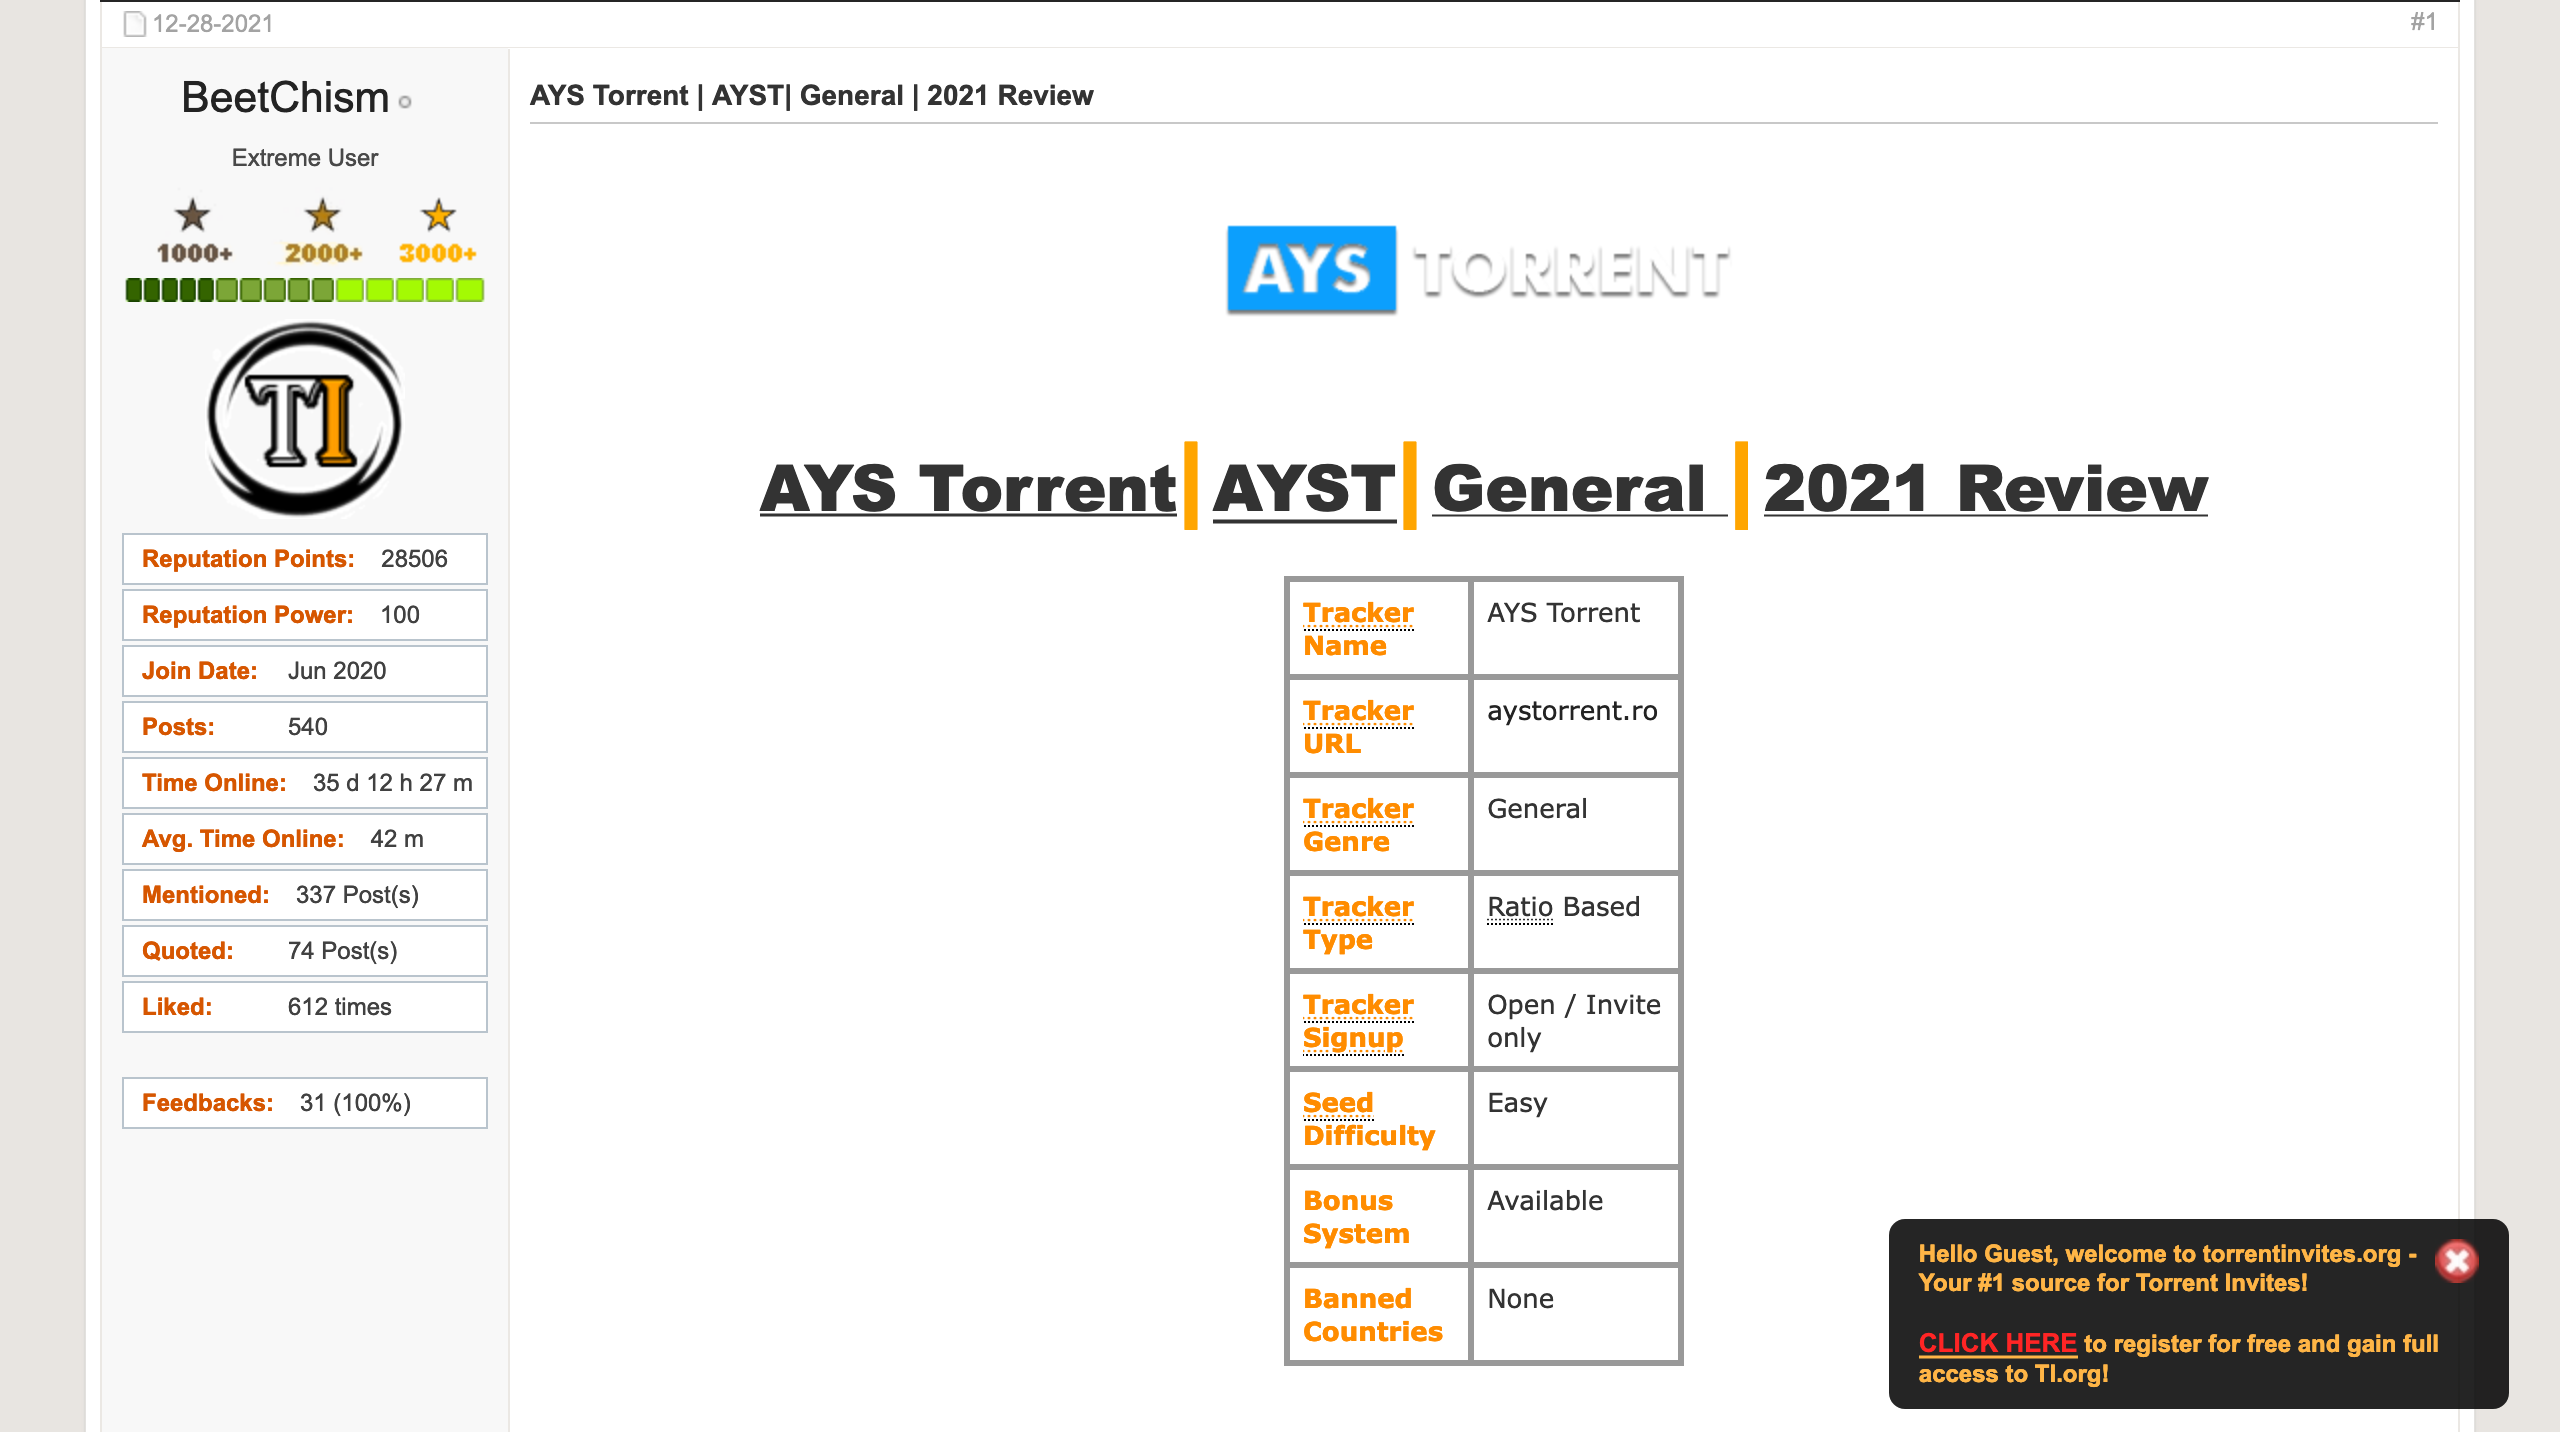 12-28-2021
#1
BeetChism
Extreme User
1000+ 2000+ 3000+
TI
Reputation Points: 28506
Reputation Power: 100
Join Date: Jun 2020
Posts: 540
Time Online: 35 d 12 h 27 m
Avg. Time Online: 42 m
Mentioned: 337 Post(s)
Quoted: 74 Post(s)
Liked: 612 times
Feedbacks: 31 (100%)
AYS Torrent | AYST| General | 2021 Review
AYS TORRENT
AYS Torrent| AYST| General | 2021 Review
Tracker
Name
AYS Torrent
Tracker
URL
aystorrent.ro
Tracker
Genre
General
Tracker
Type
Ratio Based
Tracker
Signup
Open / Invite
only
Seed
Difficulty
Easy
Bonus
System
Available
Banned
Countries
None
Hello Guest, welcome to torrentinvites.org -
Your #1 source for Torrent Invites!
CLICK HERE to register for free and gain full
access to TI.org!